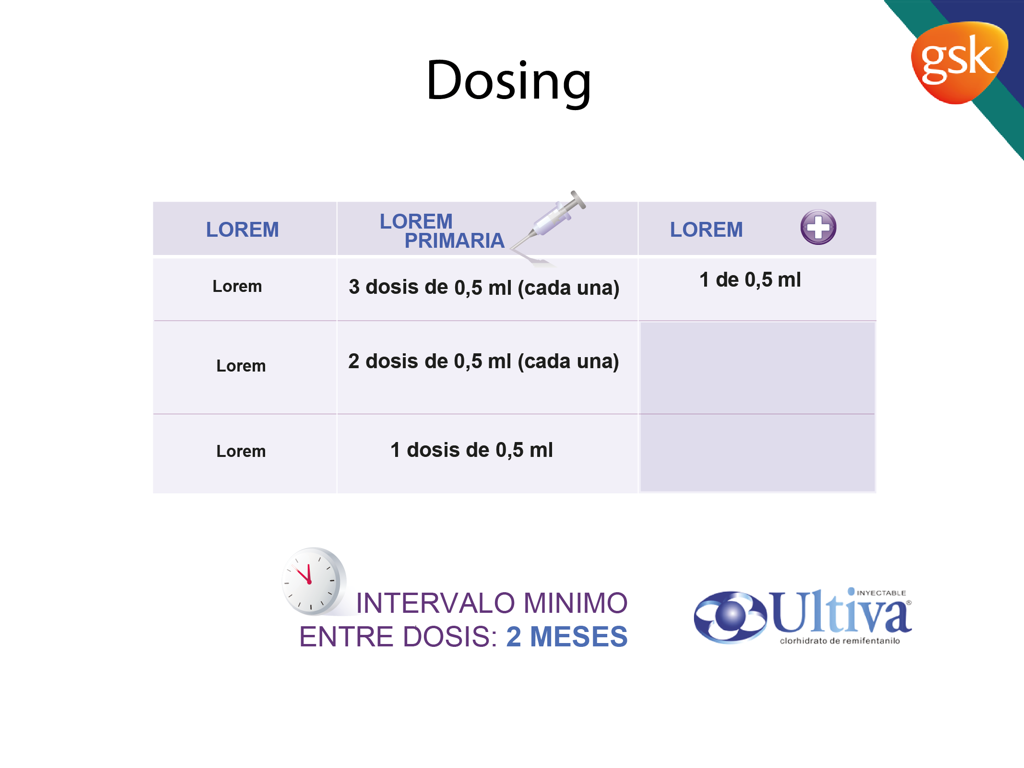 gsk
Dosing
LOREM
LOREM
PRIMARIA
LOREM
Lorem
3 dosis de 0,5 ml (cada una)
1 de 0,5 ml
Lorem
2 dosis de 0,5 ml (cada una)
Lorem
1 dosis de 0,5 ml
INTERVALO MINIMO
ENTRE DOSIS: 2 MESES
INYECTABLE
Ultiva®
clorhidrato de remifentanilo